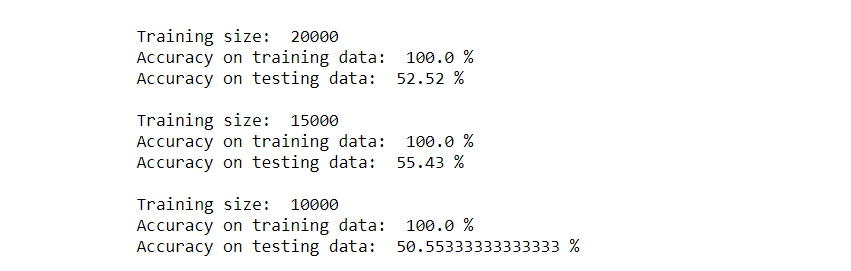 Training size:  20000
Accuracy on training data:  100.0 %
Accuracy on testing data:  52.52 %
Training size:  15000
Accuracy on training data:  100.0 %
Accuracy on testing data:  55.43 %
Training size:  10000
Accuracy on training data:  100.0 %
Accuracy on testing data:  50.55333333333333 %